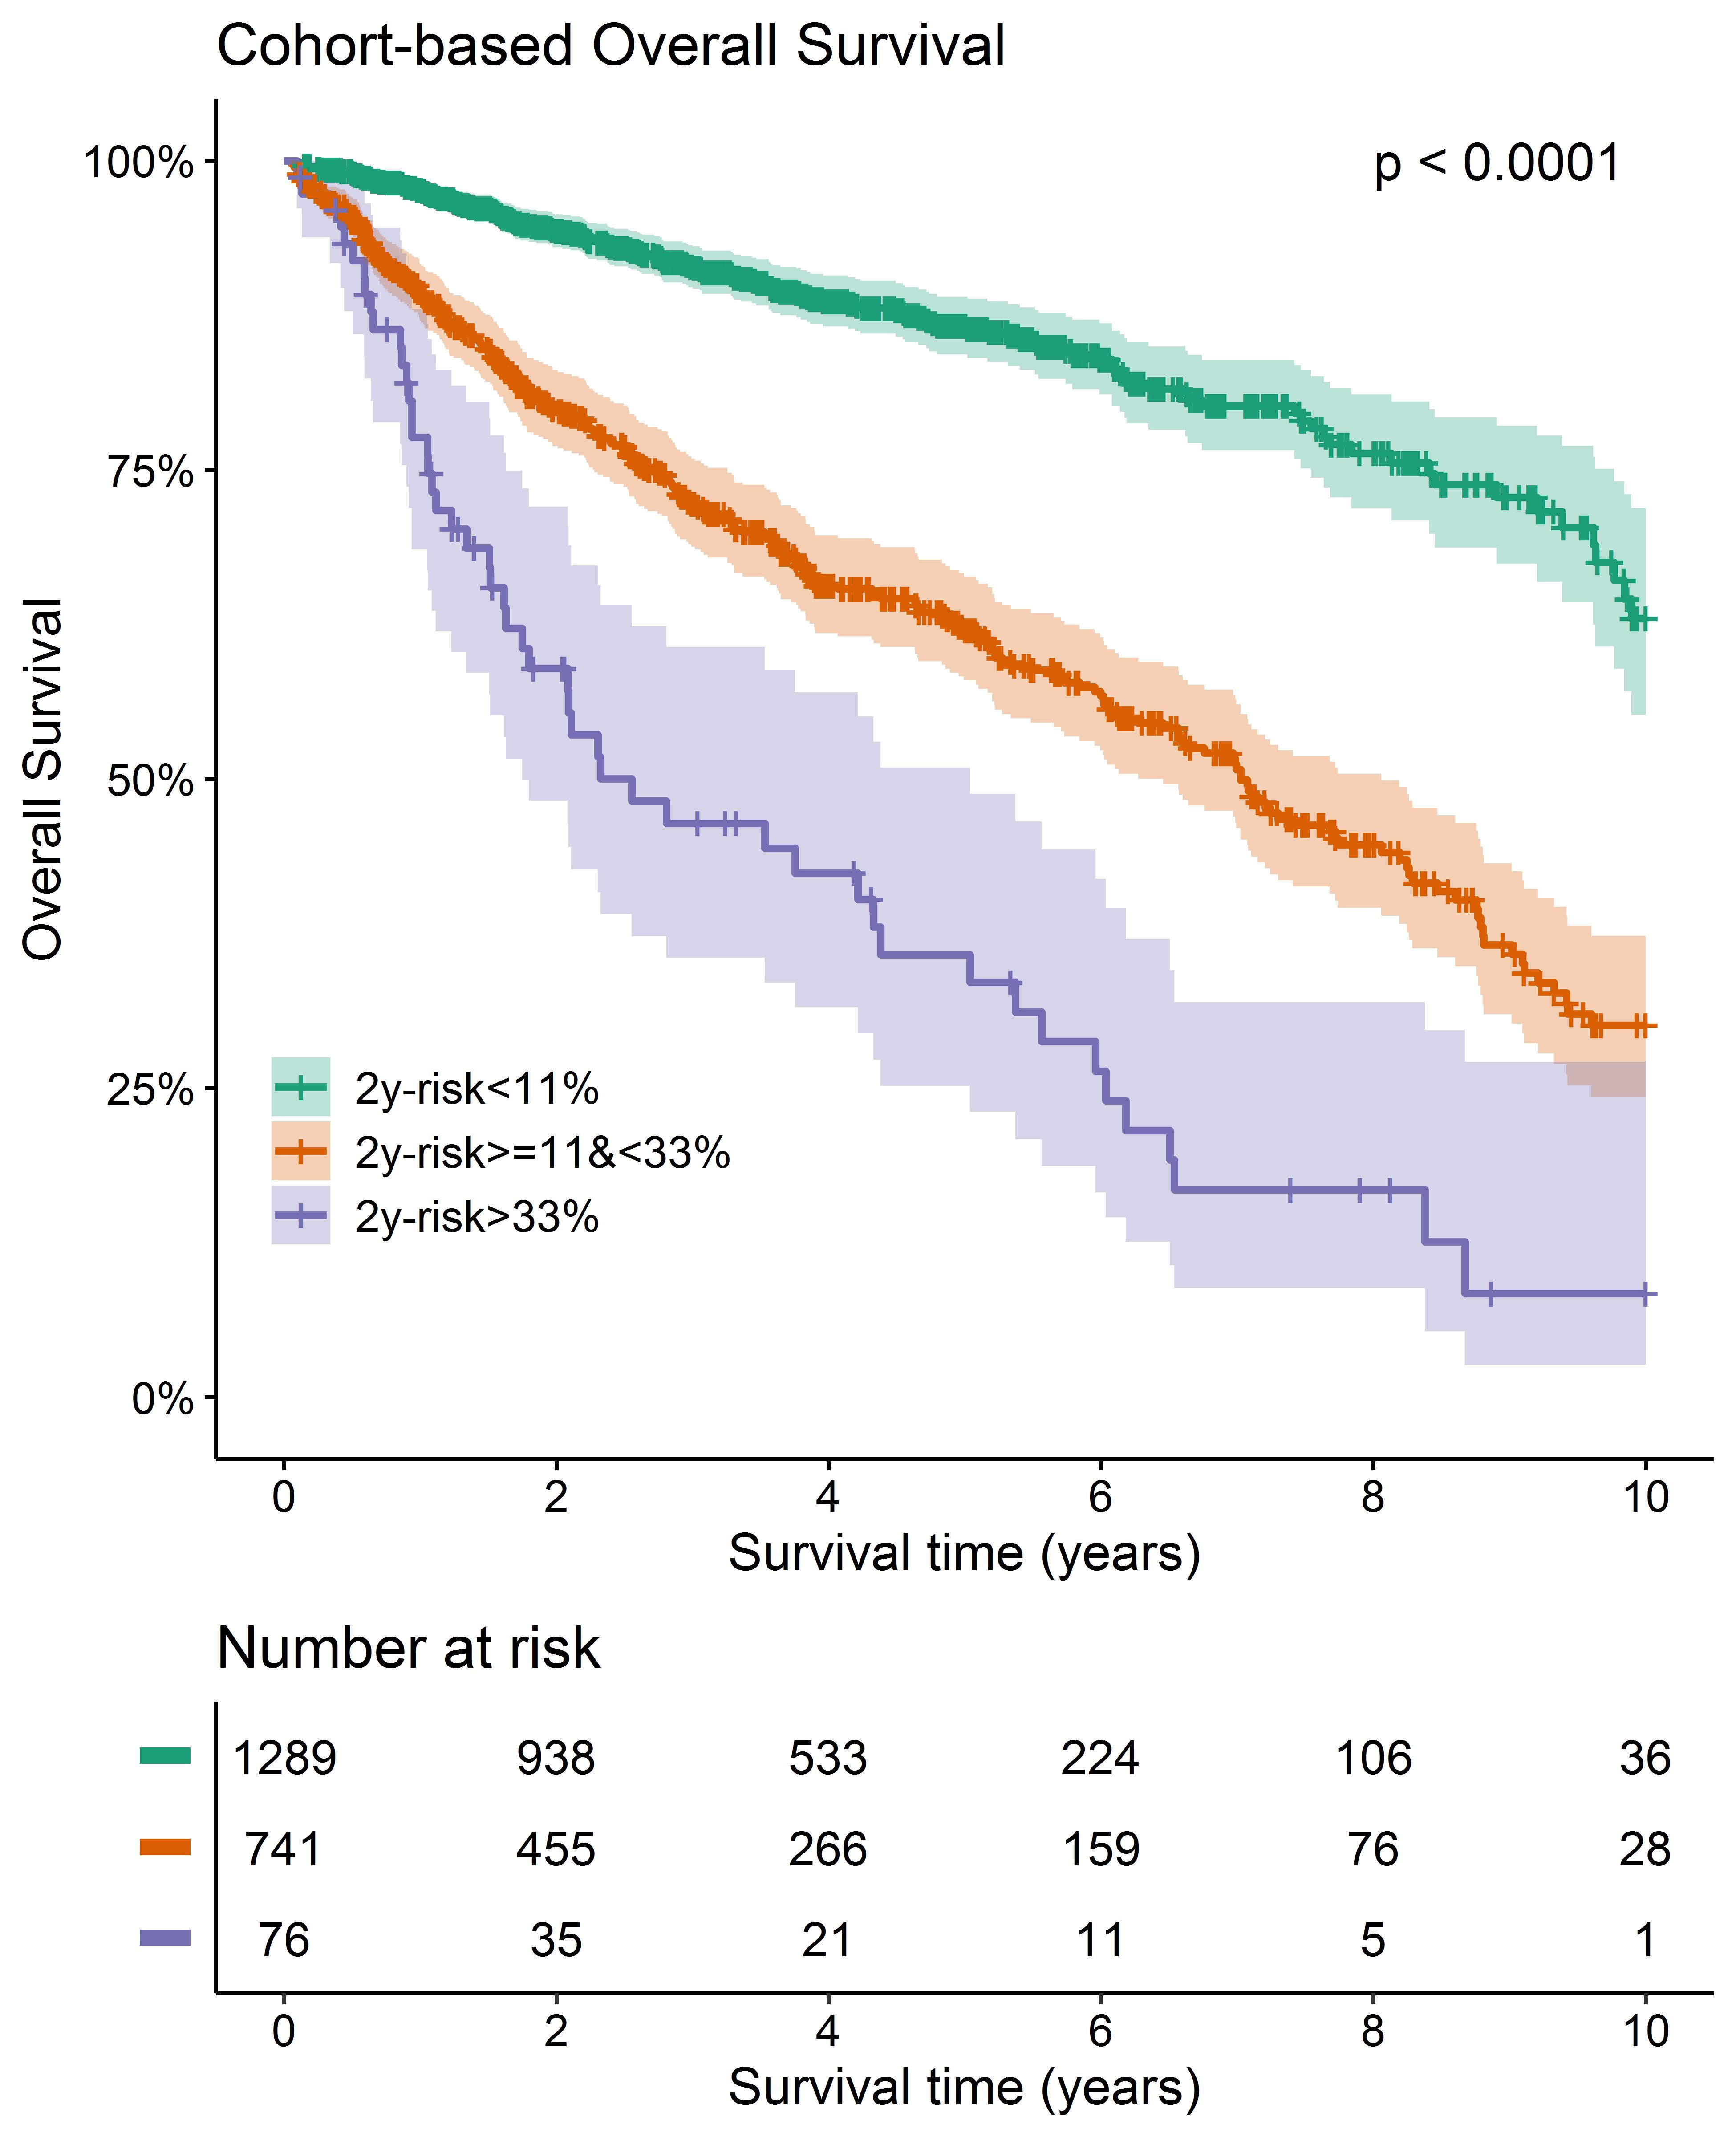 Cohort-based Overall Survival
p < 0.0001
100%
75%
50%
25%
0%
Overall Survival
2y-risk<11%
2y-risk>=11&<33%
2y-risk>33%
0 2 4 6 8 10
Survival time (years)
Number at risk
1289 938 533 224 106 36
741 455 266 159 76 28
76 35 21 11 5 1
0 2 4 6 8 10
Survival time (years)